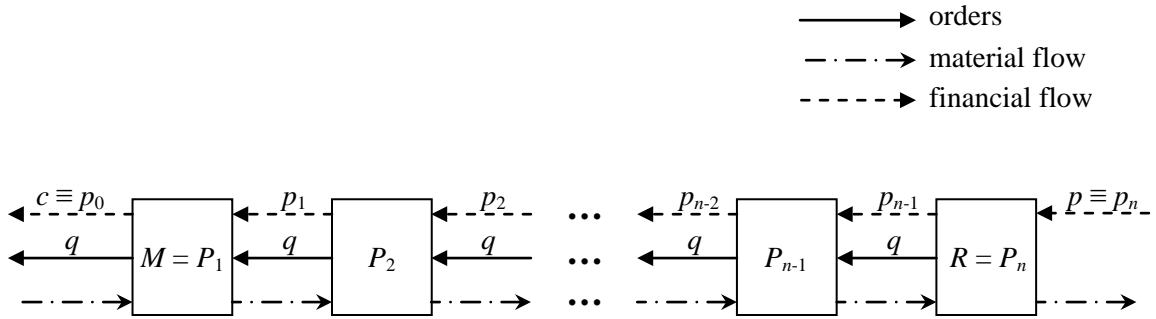 orders
material flow
financial flow
c ≡ p0 p1 p2 ... pn-2 pn-1 p ≡ pn
q q q ... q q
M = P1 P2 Pn-1 R = Pn
...